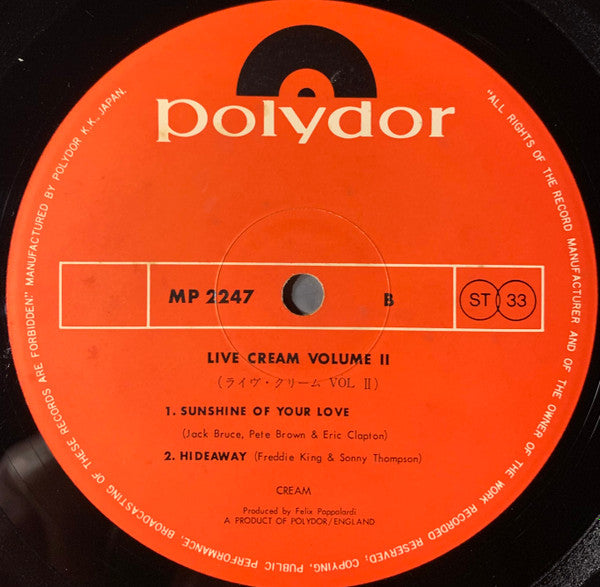 polydor
MP 2247
B
ST 33
LIVE CREAM VOLUME II
(ライヴ・クリーム VOL II)
1. SUNSHINE OF YOUR LOVE
(Jack Bruce, Pete Brown & Eric Clapton)
2. HIDEAWAY (Freddie King & Sonny Thompson)
CREAM
Produced by Felix Pappalardi
A PRODUCT OF POLYDOR/ENGLAND
"ALL RIGHTS OF THE RECORD MANUFACTURER AND OF THE OWNER OF THE WORK RECORDED RESERVED; COPYING, PUBLIC PERFORMANCE, BROADCASTING OF THESE RECORDS ARE FORBIDDEN." MANUFACTURED BY POLYDOR K.K., JAPAN.